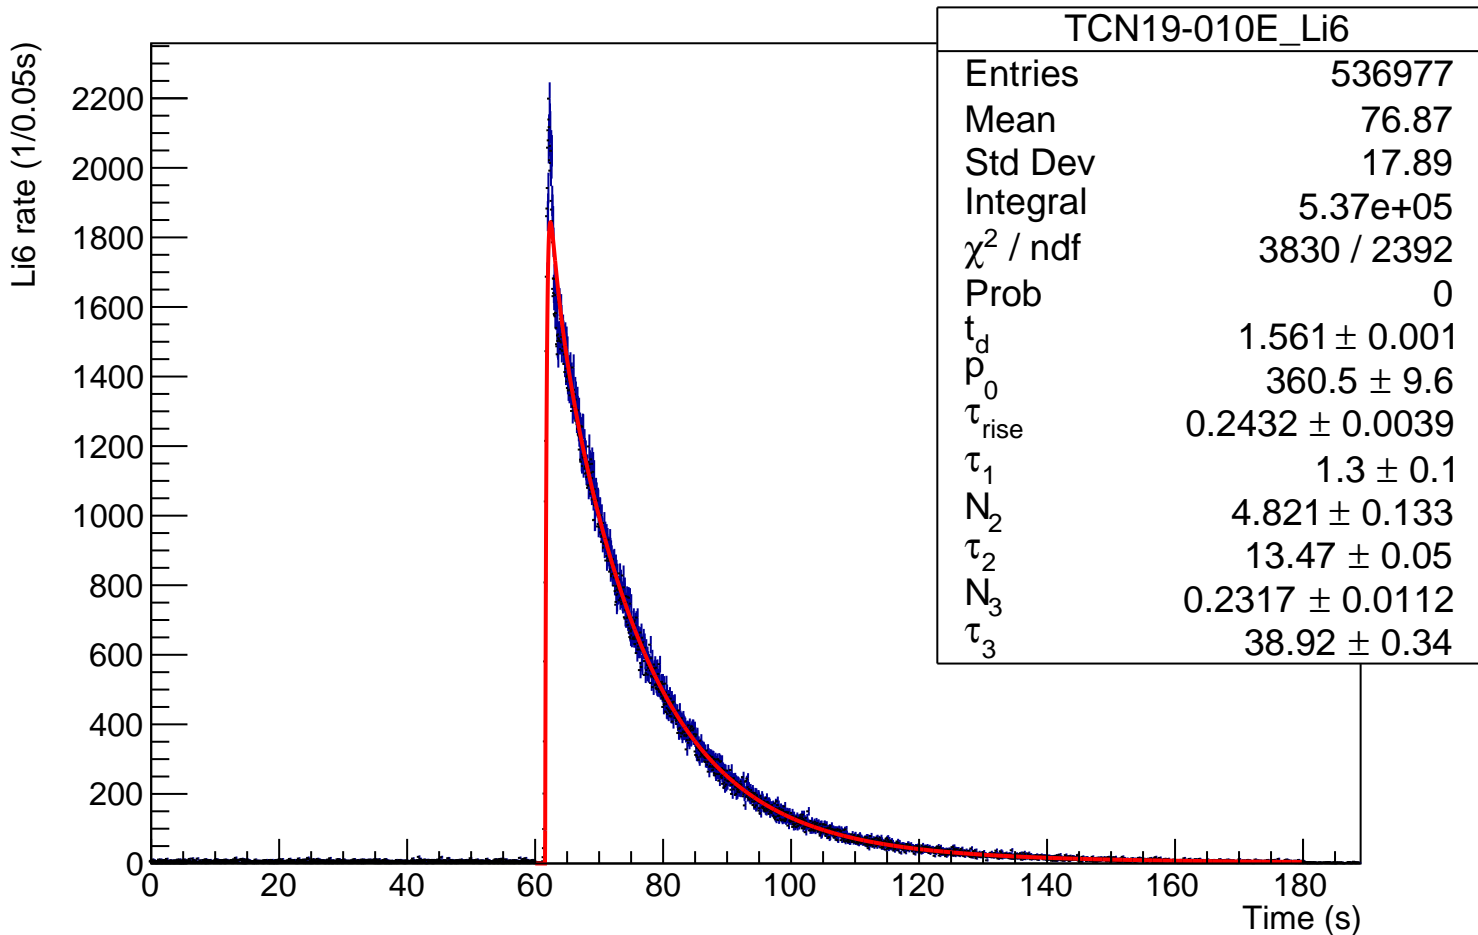 TCN19-010E_Li6
Entries 536977
Mean 76.87
Std Dev 17.89
Integral 5.37e+05
χ² / ndf 3830 / 2392
Prob 0
t_d 1.561 ± 0.001
p_0 360.5 ± 9.6
τ_rise 0.2432 ± 0.0039
τ_1 1.3 ± 0.1
N_2 4.821 ± 0.133
τ_2 13.47 ± 0.05
N_3 0.2317 ± 0.0112
τ_3 38.92 ± 0.34
Li6 rate (1/0.05s)
2200
2000
1800
1600
1400
1200
1000
800
600
400
200
0
0 20 40 60 80 100 120 140 160 180
Time (s)